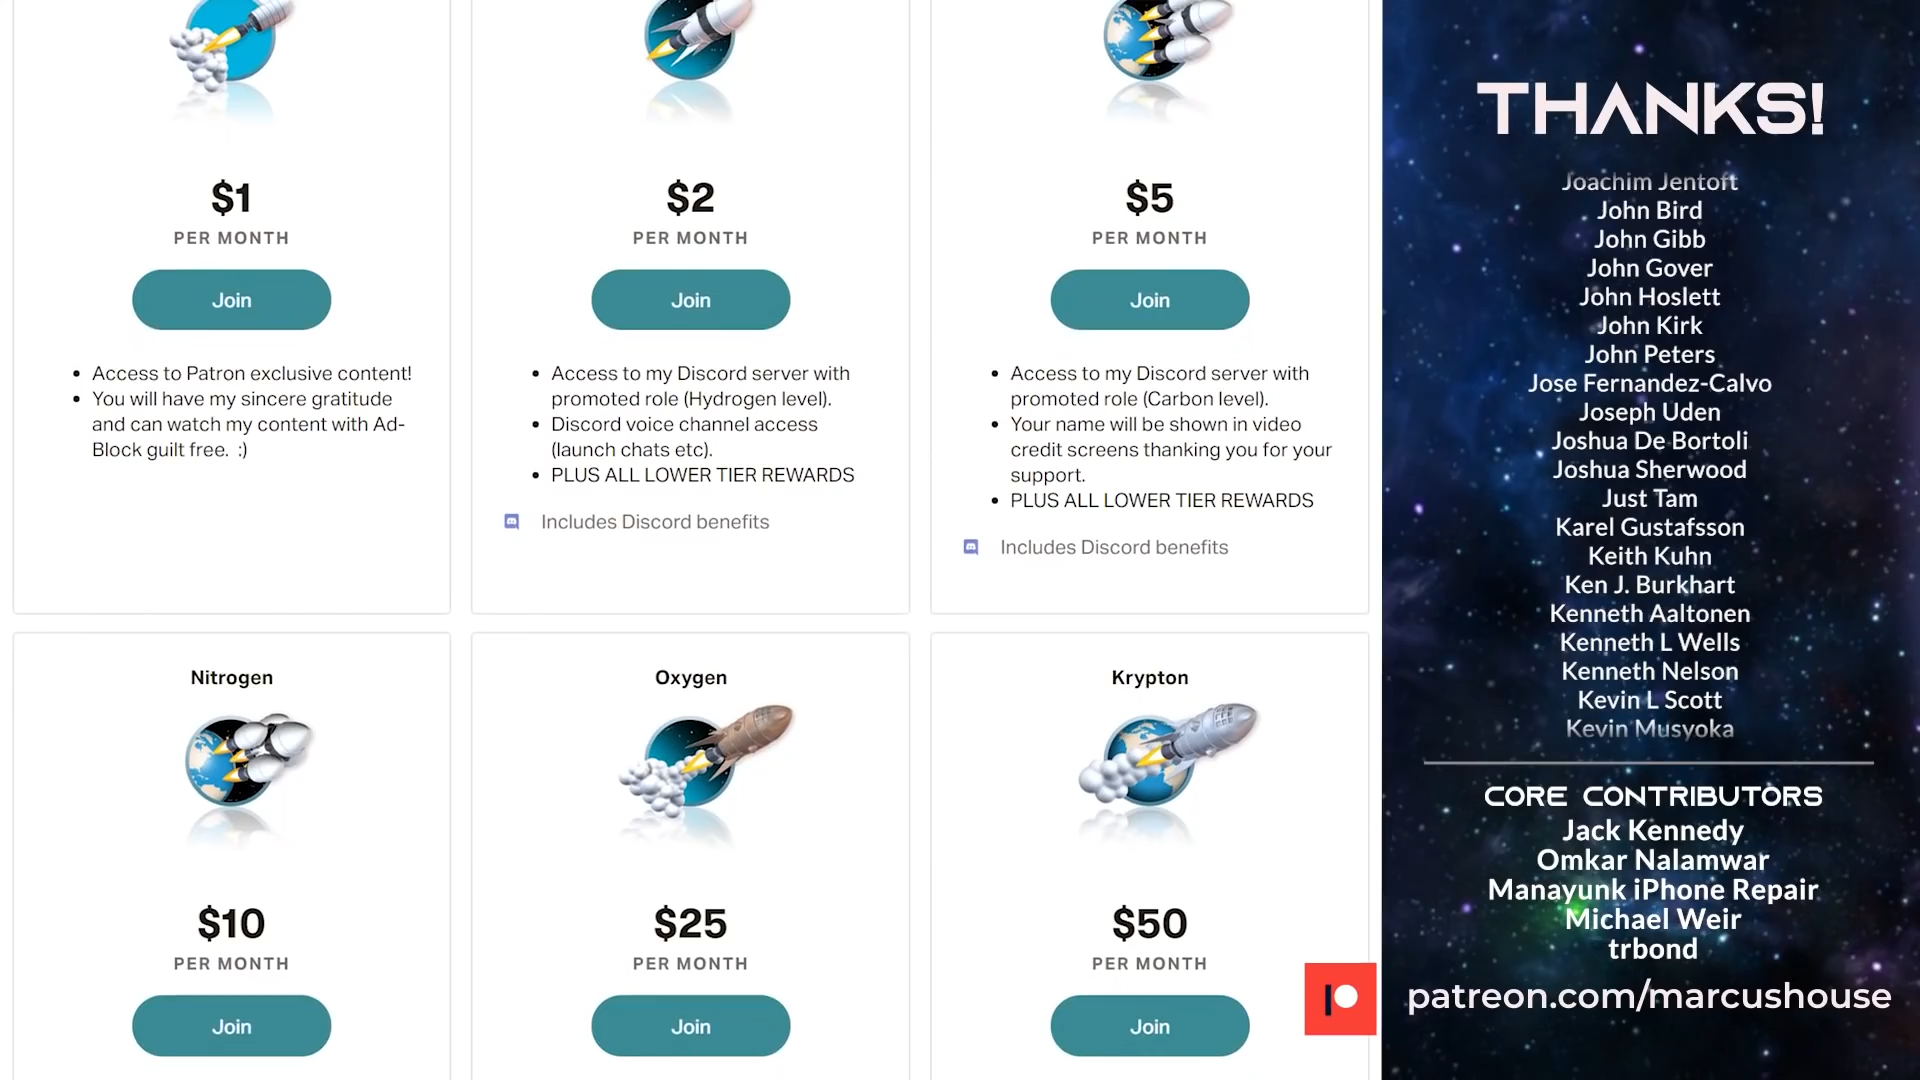 $1
PER MONTH
Join
Access to Patron exclusive content!
You will have my sincere gratitude
and can watch my content with Ad-
Block guilt free.  :)
$2
PER MONTH
Join
Access to my Discord server with
promoted role (Hydrogen level).
Discord voice channel access
(launch chats etc).
PLUS ALL LOWER TIER REWARDS
Includes Discord benefits
$5
PER MONTH
Join
Access to my Discord server with
promoted role (Carbon level).
Your name will be shown in video
credit screens thanking you for your
support.
PLUS ALL LOWER TIER REWARDS
Includes Discord benefits
Nitrogen
$10
PER MONTH
Join
Oxygen
$25
PER MONTH
Join
Krypton
$50
PER MONTH
Join
THANKS!
Joachim Jentoft
John Bird
John Gibb
John Gover
John Hoslett
John Kirk
John Peters
Jose Fernandez-Calvo
Joseph Uden
Joshua De Bortoli
Joshua Sherwood
Just Tam
Karel Gustafsson
Keith Kuhn
Ken J. Burkhart
Kenneth Aaltonen
Kenneth L Wells
Kenneth Nelson
Kevin L Scott
Kevin Musyoka
CORE CONTRIBUTORS
Jack Kennedy
Omkar Nalamwar
Manayunk iPhone Repair
Michael Weir
trbond
patreon.com/marcushouse